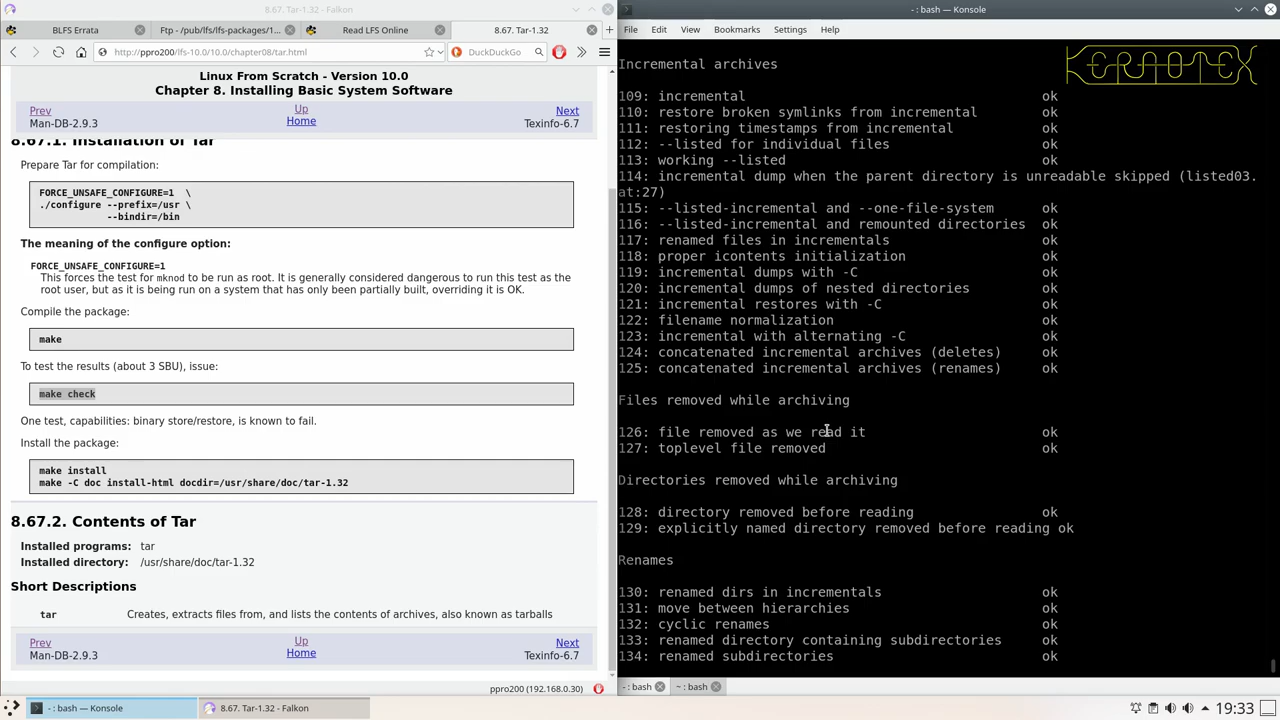 8.67. Tar-1.32 - Falkon
BLFS Errata
Ftp - /pub/lfs/lfs-packages/1...
Read LFS Online
8.67. Tar-1.32
http://ppro200/lfs-10.0/10.0/chapter08/tar.html
DuckDuckGo
Linux From Scratch - Version 10.0
Chapter 8. Installing Basic System Software
Prev
Up
Next
Man-DB-2.9.3
Home
Texinfo-6.7
8.67.1. Installation of Tar
Prepare Tar for compilation:
FORCE_UNSAFE_CONFIGURE=1 \
./configure --prefix=/usr \
--bindir=/bin
The meaning of the configure option:
FORCE_UNSAFE_CONFIGURE=1
This forces the test for mknod to be run as root. It is generally considered dangerous to run this test as the
root user, but as it is being run on a system that has only been partially built, overriding it is OK.
Compile the package:
make
To test the results (about 3 SBU), issue:
make check
One test, capabilities: binary store/restore, is known to fail.
Install the package:
make install
make -C doc install-html docdir=/usr/share/doc/tar-1.32
8.67.2. Contents of Tar
Installed programs: tar
Installed directory: /usr/share/doc/tar-1.32
Short Descriptions
tar Creates, extracts files from, and lists the contents of archives, also known as tarballs
Prev
Up
Next
Man-DB-2.9.3
Home
Texinfo-6.7
ppro200 (192.168.0.30)
- : bash — Konsole
File Edit View Bookmarks Settings Help
KERNOTEX
Incremental archives
109: incremental ok
110: restore broken symlinks from incremental ok
111: restoring timestamps from incremental ok
112: --listed for individual files ok
113: working --listed ok
114: incremental dump when the parent directory is unreadable skipped (listed03.
at:27)
115: --listed-incremental and --one-file-system ok
116: --listed-incremental and remounted directories ok
117: renamed files in incrementals ok
118: proper icontents initialization ok
119: incremental dumps with -C ok
120: incremental dumps of nested directories ok
121: incremental restores with -C ok
122: filename normalization ok
123: incremental with alternating -C ok
124: concatenated incremental archives (deletes) ok
125: concatenated incremental archives (renames) ok
Files removed while archiving
126: file removed as we read it ok
127: toplevel file removed ok
Directories removed while archiving
128: directory removed before reading ok
129: explicitly named directory removed before reading ok
Renames
130: renamed dirs in incrementals ok
131: move between hierarchies ok
132: cyclic renames ok
133: renamed directory containing subdirectories ok
134: renamed subdirectories ok
- : bash
~ : bash
- : bash — Konsole
8.67. Tar-1.32 - Falkon
19:33